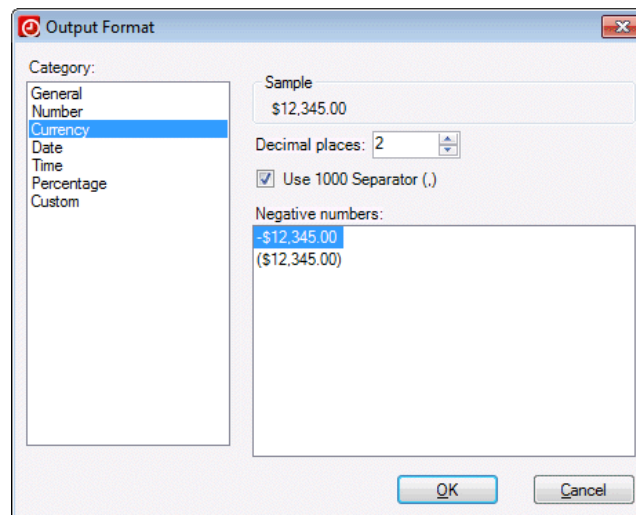 Output Format
Category:
General
Number
Currency
Date
Time
Percentage
Custom
Sample
$12,345.00
Decimal places: 2
Use 1000 Separator (,)
Negative numbers:
-$12,345.00
($12,345.00)
OK
Cancel